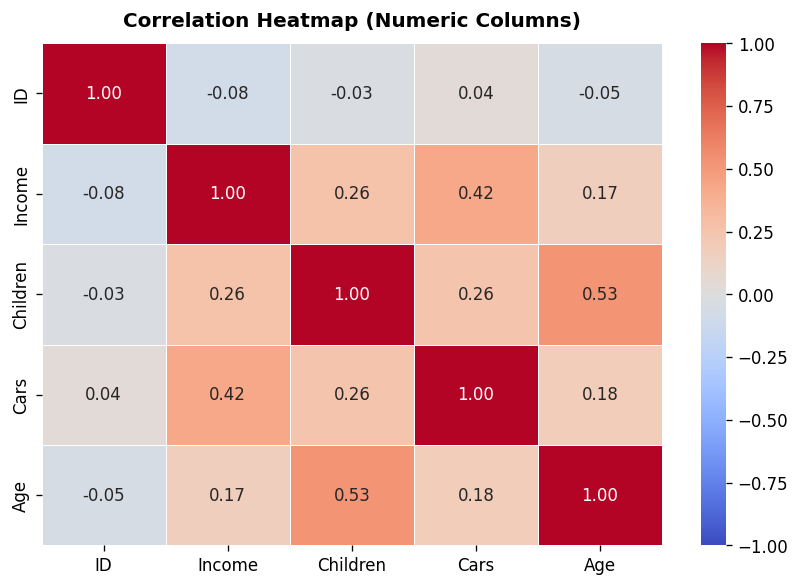 Correlation Heatmap (Numeric Columns)
ID 1.00 -0.08 -0.03 0.04 -0.05
Income -0.08 1.00 0.26 0.42 0.17
Children -0.03 0.26 1.00 0.26 0.53
Cars 0.04 0.42 0.26 1.00 0.18
Age -0.05 0.17 0.53 0.18 1.00
ID Income Children Cars Age
1.00
0.75
0.50
0.25
0.00
−0.25
−0.50
−0.75
−1.00